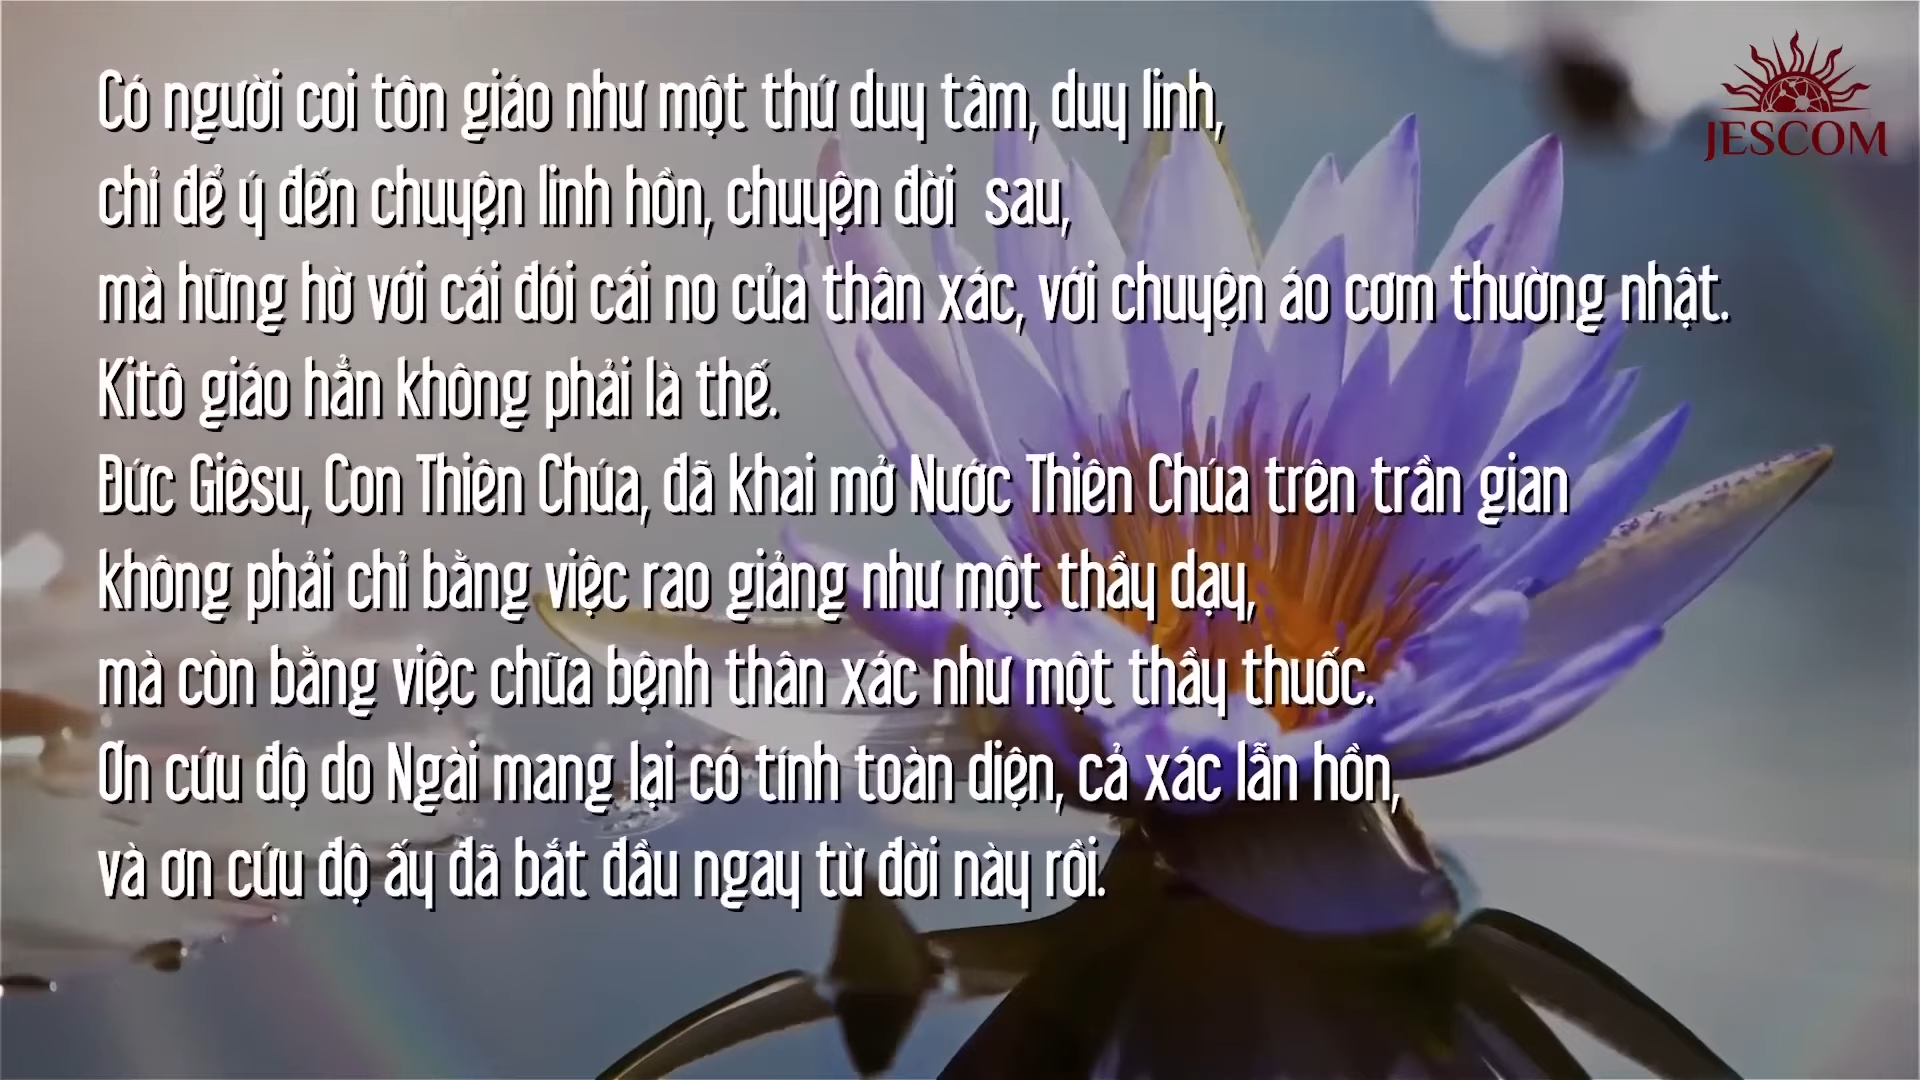 Có người coi tôn giáo như một thứ duy tâm, duy linh,
chỉ để ý đến chuyện linh hồn, chuyện đời sau,
mà hững hờ với cái đói cái no của thân xác, với chuyện áo cơm thường nhật.
Kitô giáo hẳn không phải là thế.
Đức Giêsu, Con Thiên Chúa, đã khai mở Nước Thiên Chúa trên trần gian
không phải chỉ bằng việc rao giảng như một thầy dạy,
mà còn bằng việc chữa bệnh thân xác như một thầy thuốc.
Ơn cứu độ do Ngài mang lại có tính toàn diện, cả xác lẫn hồn,
và ơn cứu độ ấy đã bắt đầu ngay từ đời này rồi.
JESCOM